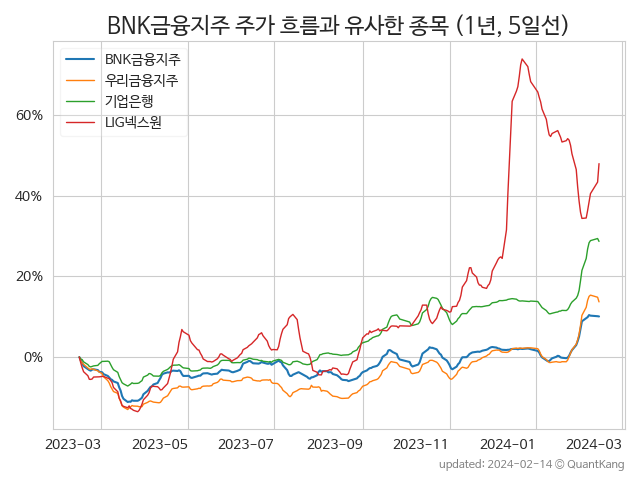 BNK금융지주 주가 흐름과 유사한 종목 (1년, 5일선)
BNK금융지주
우리금융지주
기업은행
LIG넥스원
60%
40%
20%
0%
2023-03 2023-05 2023-07 2023-09 2023-11 2024-01 2024-03
updated: 2024-02-14 © QuantKang